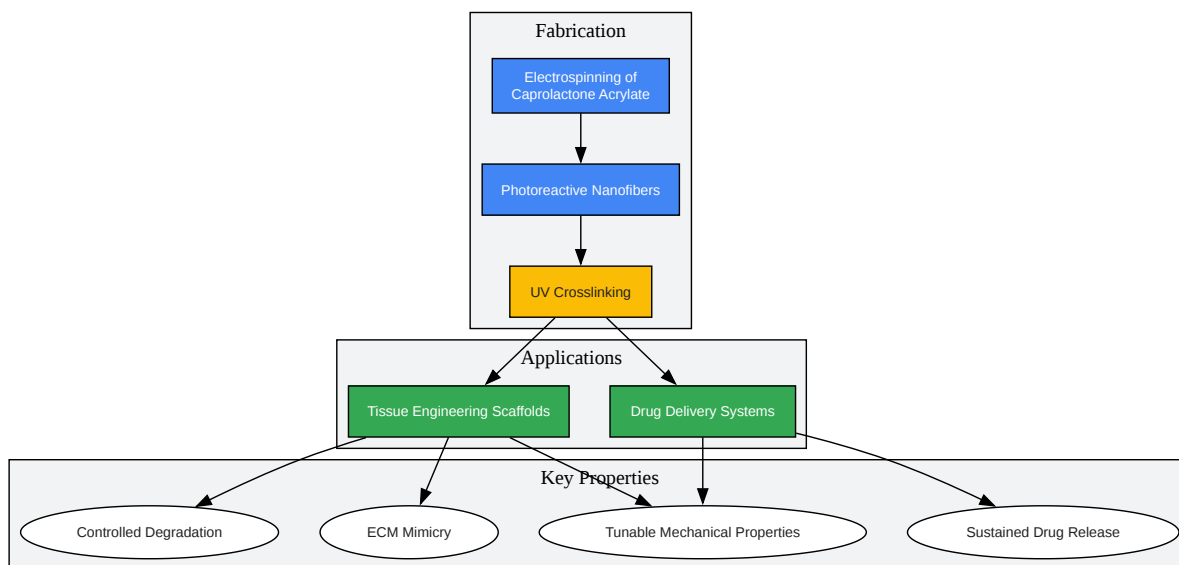 Fabrication
Electrospinning of
Caprolactone Acrylate
Photoreactive Nanofibers
UV Crosslinking
Applications
Tissue Engineering Scaffolds
Drug Delivery Systems
Key Properties
Controlled Degradation
ECM Mimicry
Tunable Mechanical Properties
Sustained Drug Release